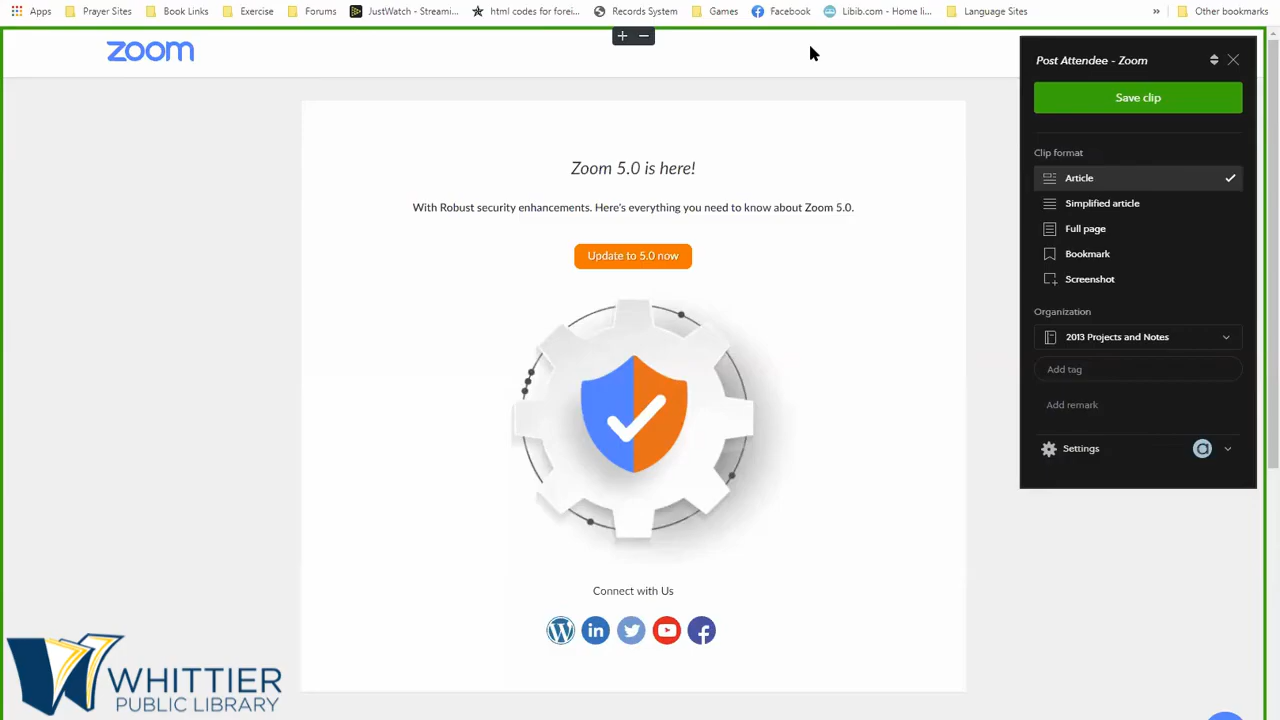 Apps Prayer Sites Book Links Exercise Forums JustWatch - Streami... html codes for forei... Records System Games Facebook Libib.com - Home li... Language Sites » Other bookmarks
zoom
+ −
Post Attendee - Zoom
Save clip
Clip format
Article
Simplified article
Full page
Bookmark
Screenshot
Organization
2013 Projects and Notes
Add tag
Add remark
Settings
Zoom 5.0 is here!
With Robust security enhancements. Here's everything you need to know about Zoom 5.0.
Update to 5.0 now
Connect with Us
WHITTIER
PUBLIC LIBRARY